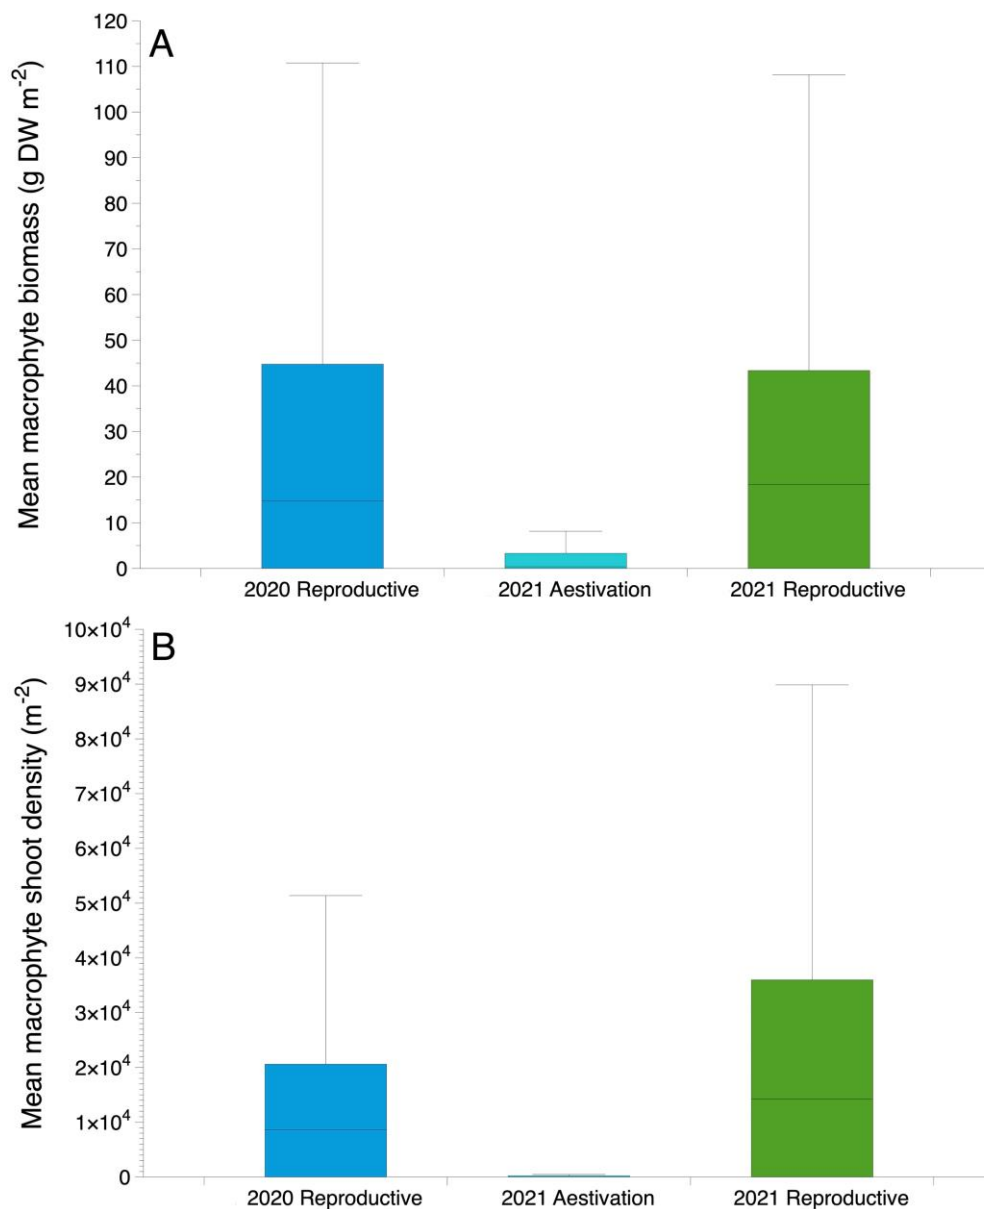 A
Mean macrophyte biomass (g DW m⁻²)
120
110
100
90
80
70
60
50
40
30
20
10
0
2020 Reproductive
2021 Aestivation
2021 Reproductive
B
Mean macrophyte shoot density (m⁻²)
10×10⁴
9×10⁴
8×10⁴
7×10⁴
6×10⁴
5×10⁴
4×10⁴
3×10⁴
2×10⁴
1×10⁴
0
2020 Reproductive
2021 Aestivation
2021 Reproductive